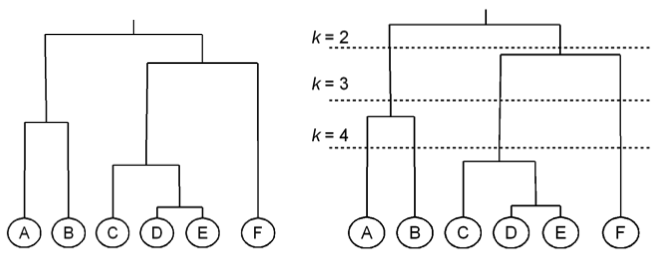 k = 2
k = 3
k = 4
A B C D E F
A B C D E F